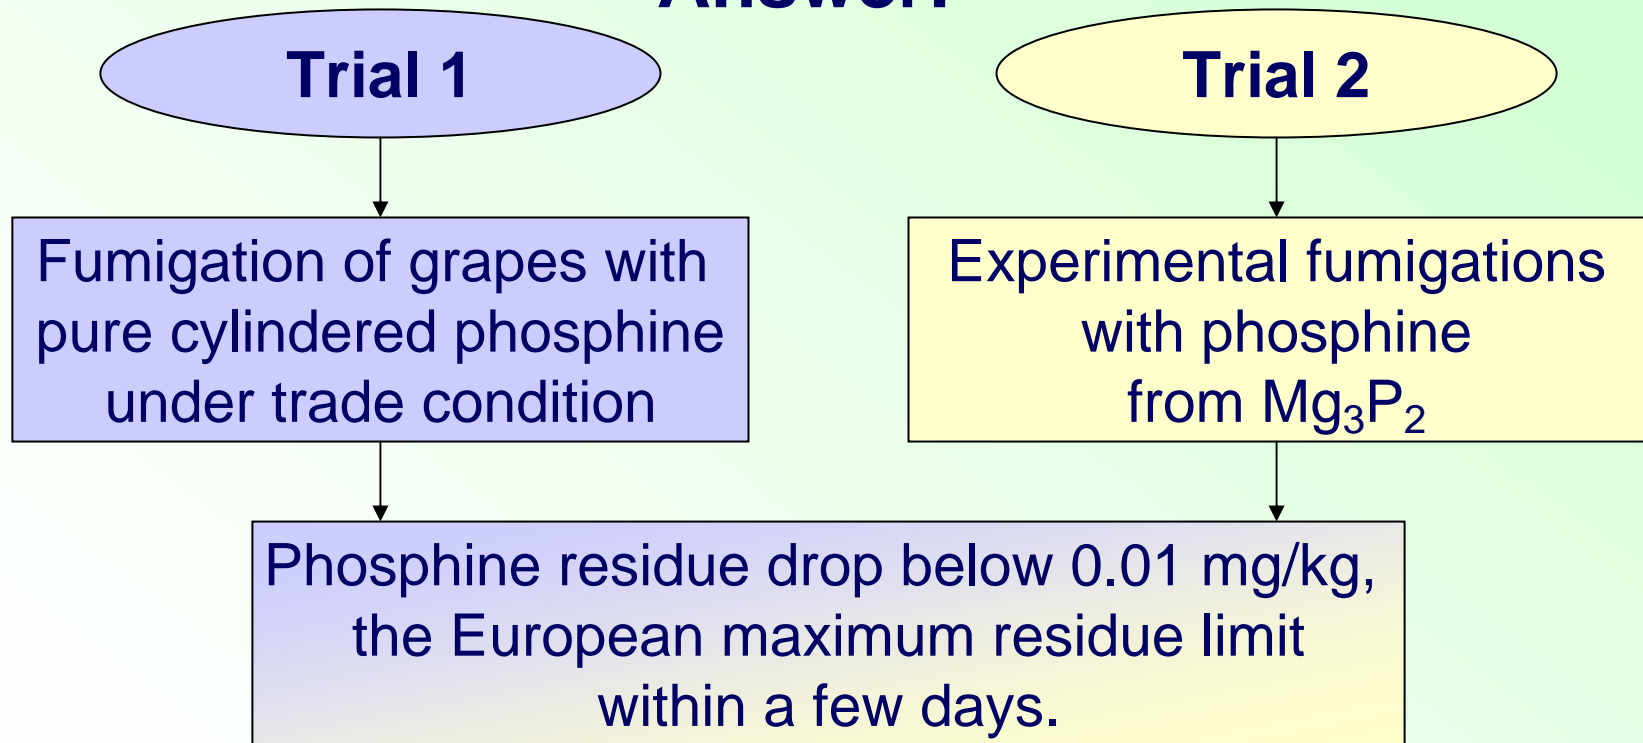 Answer:
Trial 1
Trial 2
Fumigation of grapes with
pure cylindered phosphine
under trade condition
Experimental fumigations
with phosphine
from Mg₃P₂
Phosphine residue drop below 0.01 mg/kg,
the European maximum residue limit
within a few days.